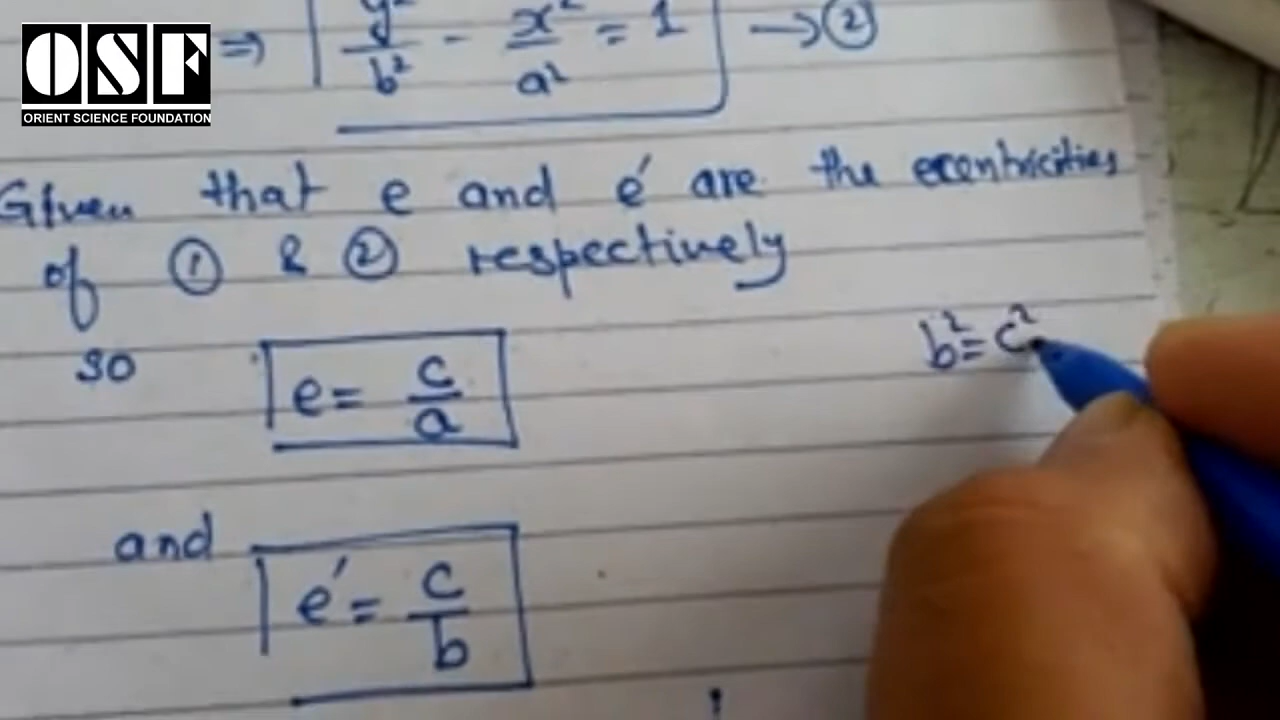 OSF
ORIENT SCIENCE FOUNDATION
⇒ y²/b² - x²/a² = 1 → ②
Given that e and e′ are the ecentricities
of ① & ② respectively
so e = c/a
b² = c²
and e′ = c/b